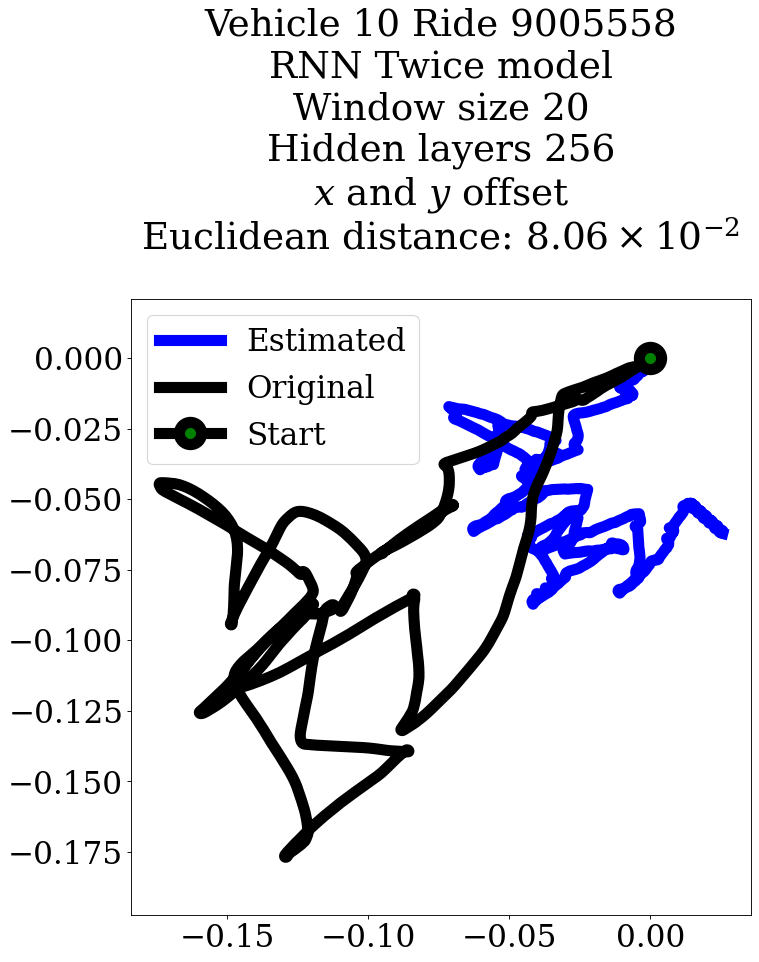 Vehicle 10 Ride 9005558
RNN Twice model
Window size 20
Hidden layers 256
x and y offset
Euclidean distance: 8.06 × 10⁻²
Estimated
Original
Start
0.000
−0.025
−0.050
−0.075
−0.100
−0.125
−0.150
−0.175
−0.15 −0.10 −0.05 0.00